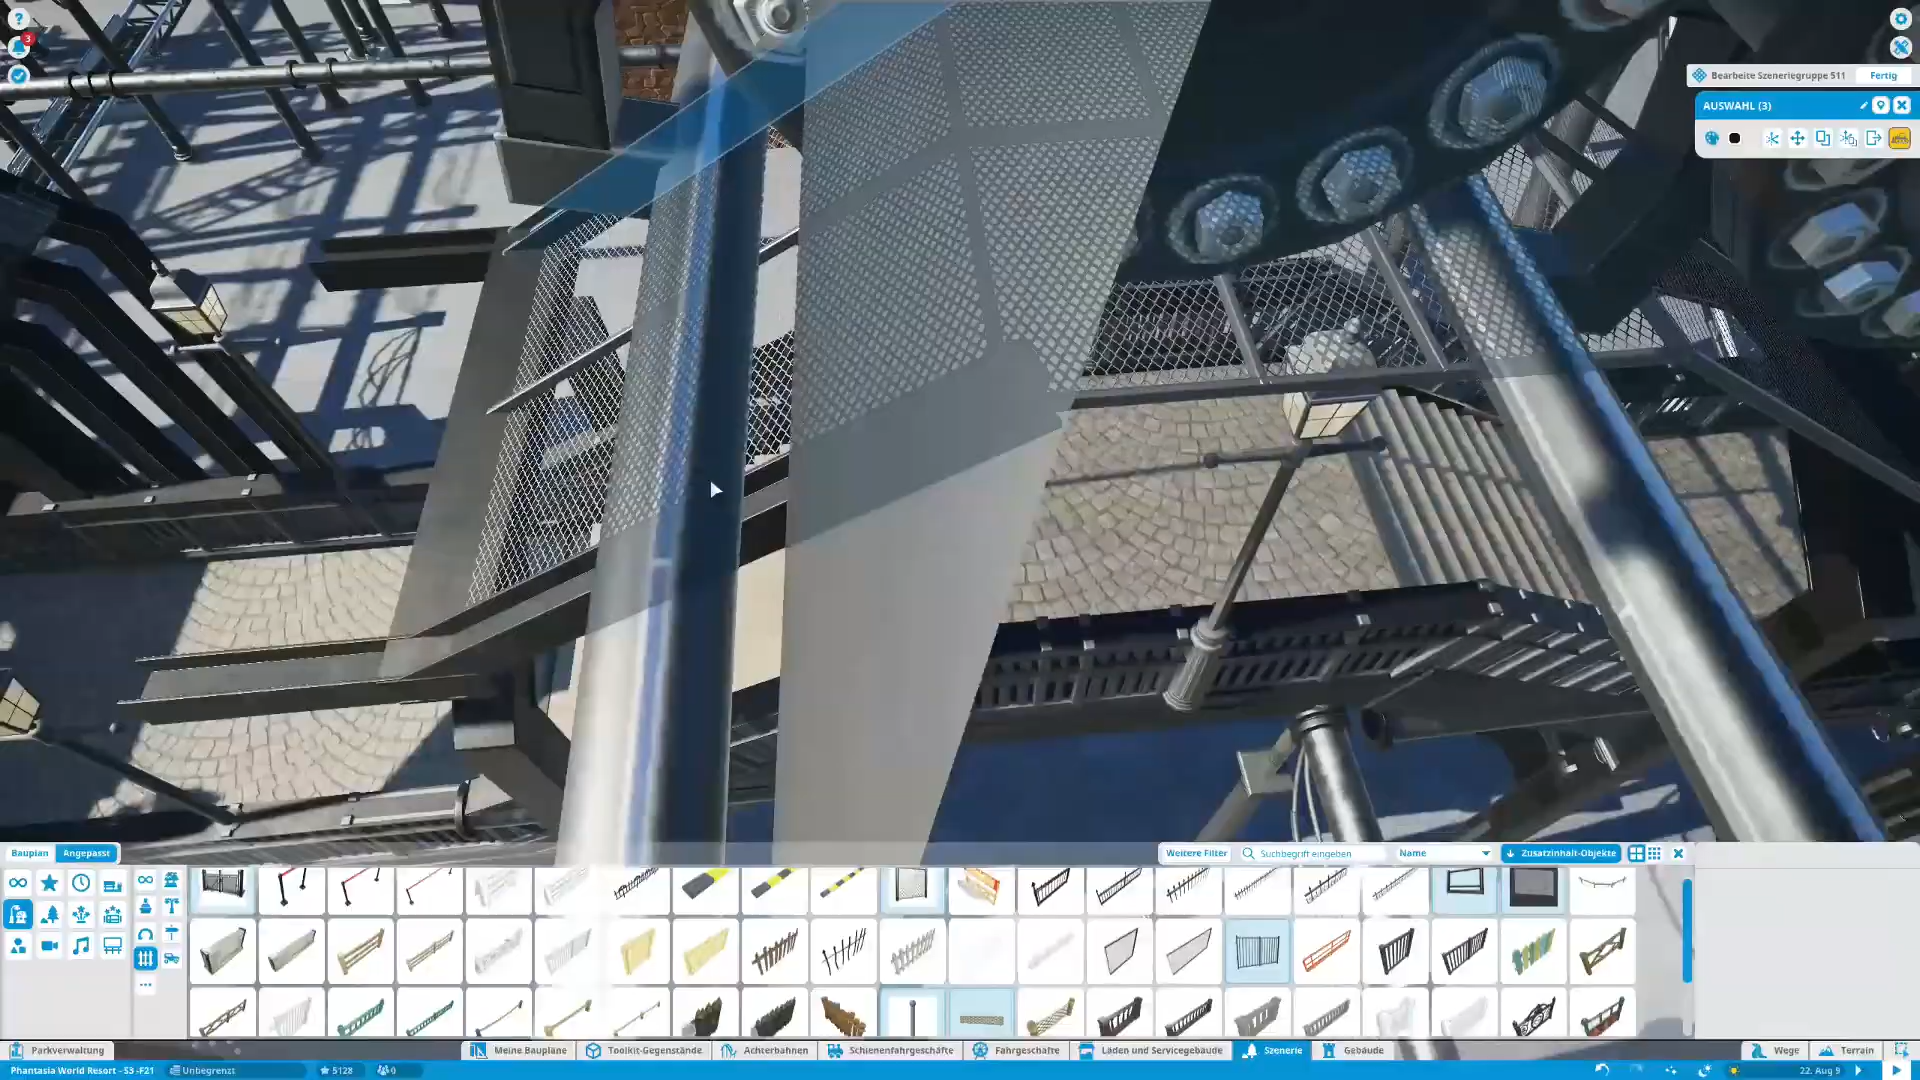 ?
3
Bearbeite Szeneriegruppe 511
Fertig
AUSWAHL (3)
Bauplan
Angepasst
Weitere Filter
Suchbegriff eingeben
Name
Zusatzinhalt-Objekte
Parkverwaltung
Meine Baupläne
Toolkit-Gegenstände
Achterbahnen
Schienenfahrgeschäfte
Fahrgeschäfte
Läden und Servicegebäude
Szenerie
Gebäude
Wege
Terrain
Phantasia World Resort - S3 -F21
Unbegrenzt
5128
0
22. Aug 9